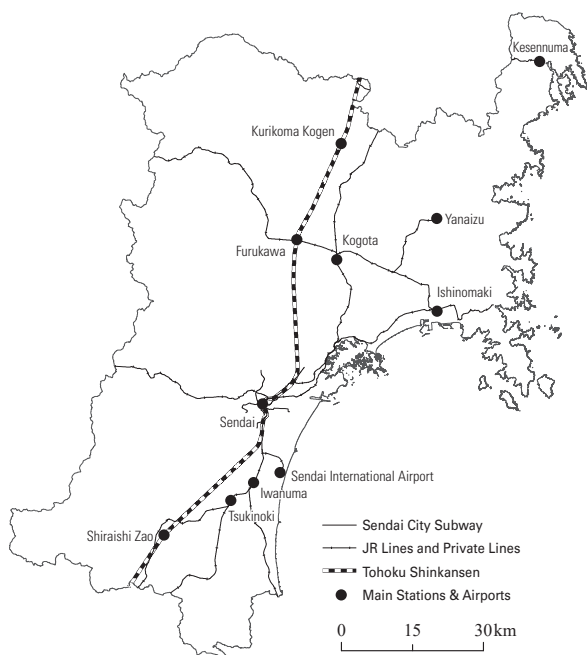 Kesennuma
Kurikoma Kogen
Yanaizu
Furukawa
Kogota
Ishinomaki
Sendai
Sendai International Airport
Iwanuma
Tsukinoki
Shiraishi Zao
Sendai City Subway
JR Lines and Private Lines
Tohoku Shinkansen
Main Stations & Airports
0 15 30km